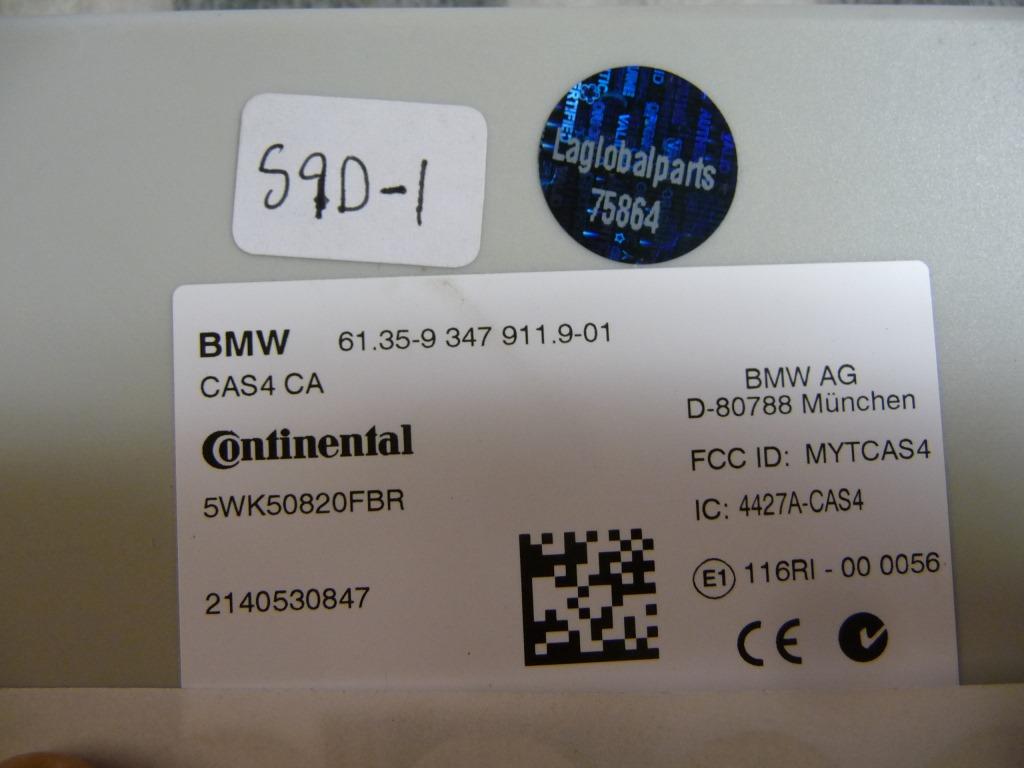 S9D-1
Laglobalparts
75864
BMW 61.35-9 347 911.9-01
CAS4 CA
Continental
5WK50820FBR
2140530847
BMW AG
D-80788 München
FCC ID: MYTCAS4
IC: 4427A-CAS4
E1 116RI - 00 0056
CE